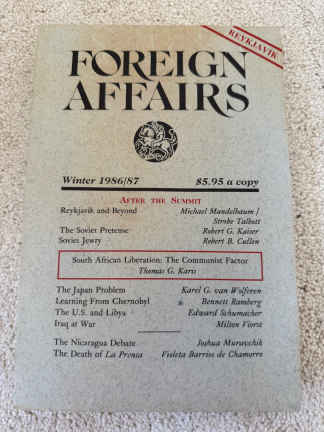 REYKJAVIK
FOREIGN
AFFAIRS
Winter 1986/87 $5.95 a copy
AFTER THE SUMMIT
Reykjavik and Beyond Michael Mandelbaum /
Strobe Talbott
The Soviet Pretense Robert G. Kaiser
Soviet Jewry Robert B. Cullen
South African Liberation: The Communist Factor
Thomas G. Karis
The Japan Problem Karel G. van Wolferen
Learning From Chernobyl Bennett Ramberg
The U.S. and Libya Edward Schumacher
Iraq at War Milton Viorst
The Nicaragua Debate Joshua Muravchik
The Death of La Prensa Violeta Barrios de Chamorro